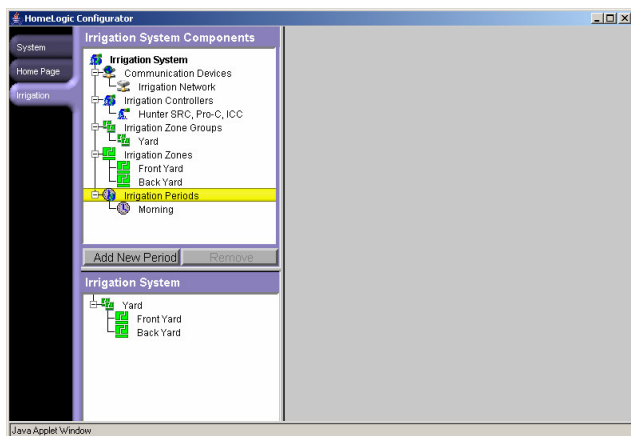 HomeLogic Configurator
System
Home Page
Irrigation
Irrigation System Components
Irrigation System
Communication Devices
Irrigation Network
Irrigation Controllers
Hunter SRC, Pro-C, ICC
Irrigation Zone Groups
Yard
Irrigation Zones
Front Yard
Back Yard
Irrigation Periods
Morning
Add New Period
Remove
Irrigation System
Yard
Front Yard
Back Yard
Java Applet Window